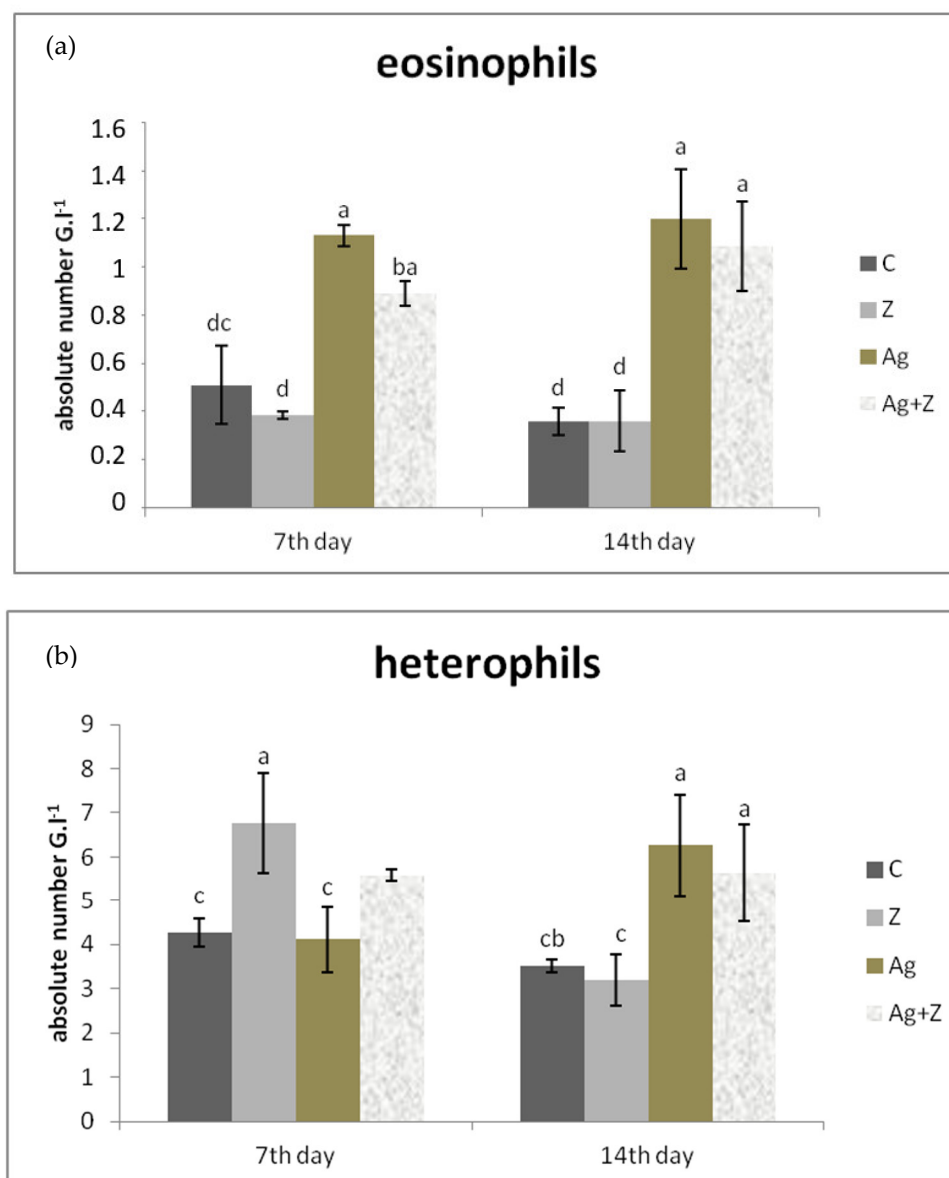 (a)
eosinophils
absolute number G.l⁻¹
1.6
1.4
1.2
1
0.8
0.6
0.4
0.2
0
dc
d
a
ba
d
d
a
a
7th day
14th day
C
Z
Ag
Ag+Z
(b)
heterophils
absolute number G.l⁻¹
9
8
7
6
5
4
3
2
1
0
c
a
c
cb
c
a
a
7th day
14th day
C
Z
Ag
Ag+Z